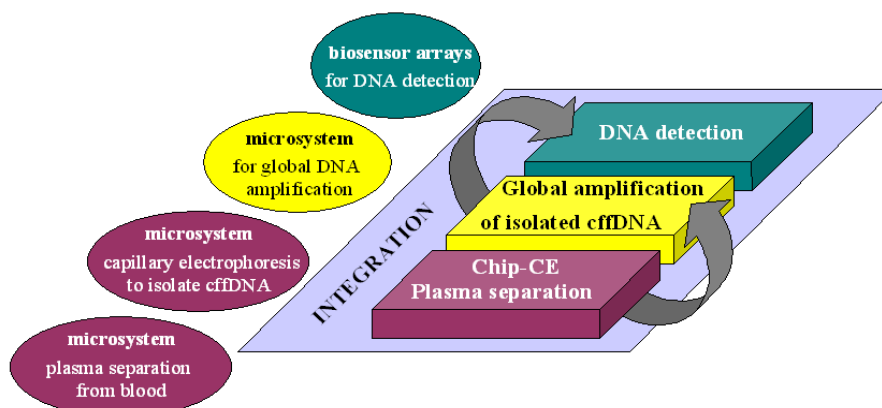 biosensor arrays
for DNA detection
microsystem
for global DNA
amplification
microsystem
capillary electrophoresis
to isolate cffDNA
microsystem
plasma separation
from blood
INTEGRATION
DNA detection
Global amplification
of isolated cffDNA
Chip-CE
Plasma separation